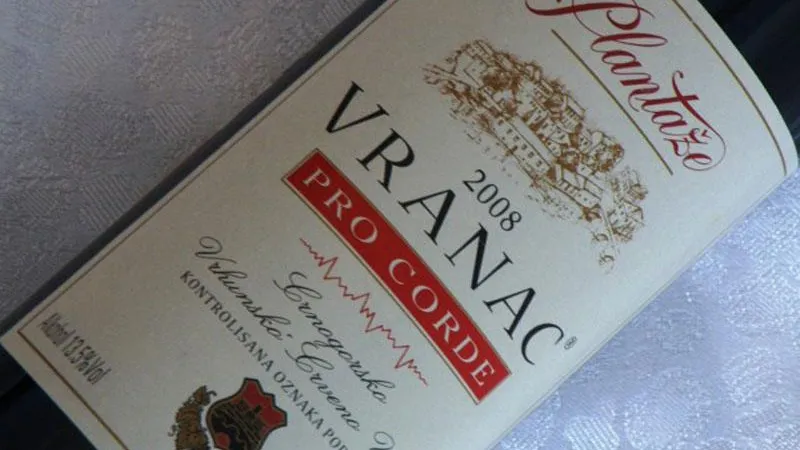 Plantaže
2008
VRANAC®
PRO CORDE
Crnogorsko
Vrhunsko Crveno
KONTROLISANA OZNAKA
Alkohol 13,5%Vol